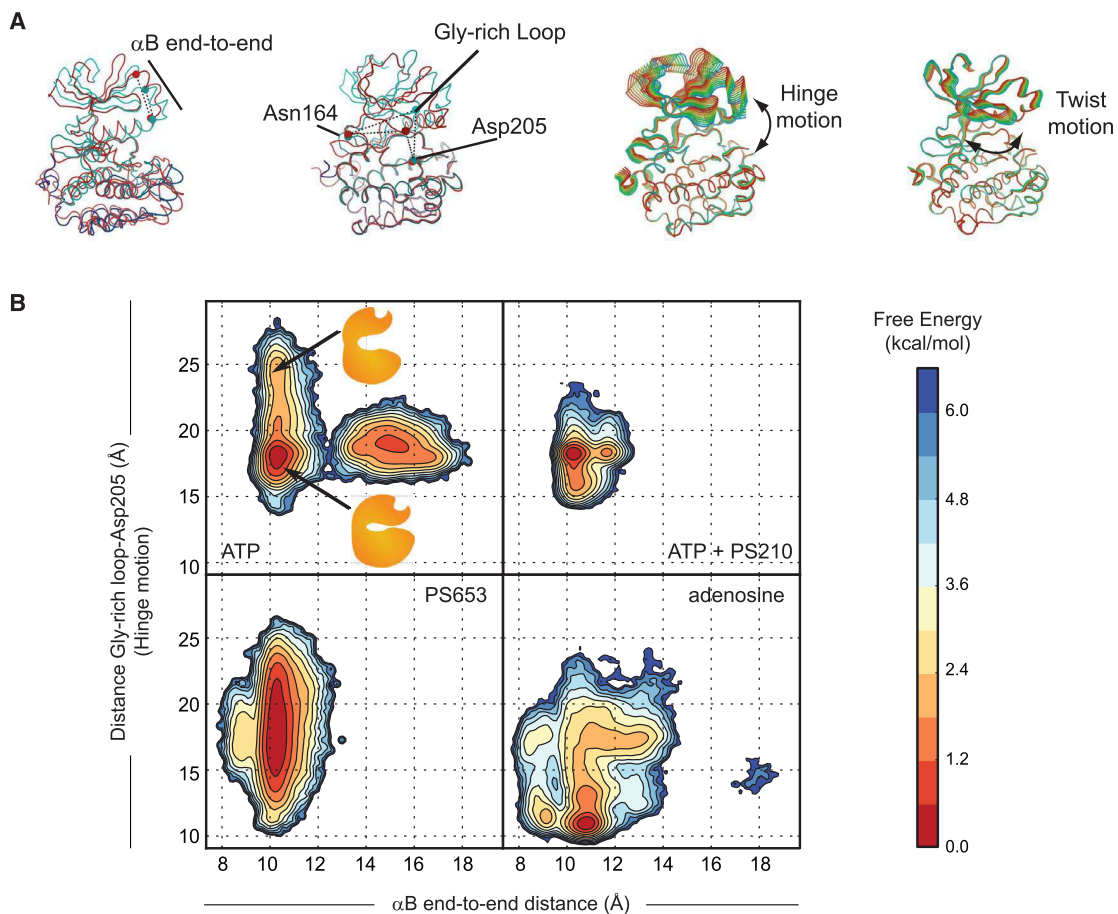 A
αB end-to-end
Gly-rich Loop
Asn164
Asp205
Hinge
motion
Twist
motion
B
Distance Gly-rich loop-Asp205 (Å)
(Hinge motion)
25
20
15
10
ATP
ATP + PS210
25
20
15
10
PS653
adenosine
8 10 12 14 16 18
8 10 12 14 16 18
αB end-to-end distance (Å)
Free Energy
(kcal/mol)
6.0
4.8
3.6
2.4
1.2
0.0